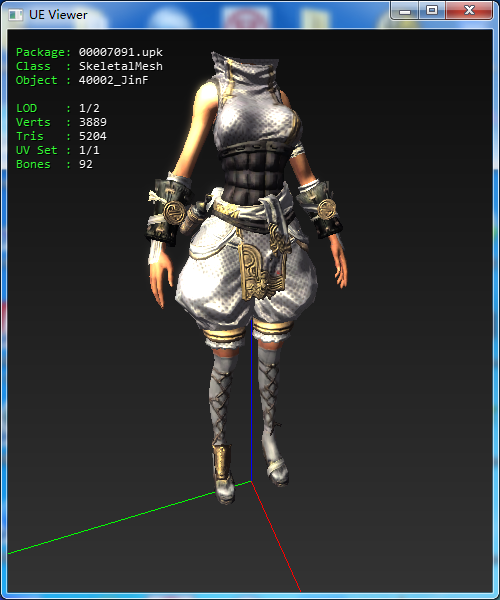 UE Viewer
Package: 00007091.upk
Class  : SkeletalMesh
Object : 40002_JinF
LOD    : 1/2
Verts  : 3889
Tris   : 5204
UV Set : 1/1
Bones  : 92